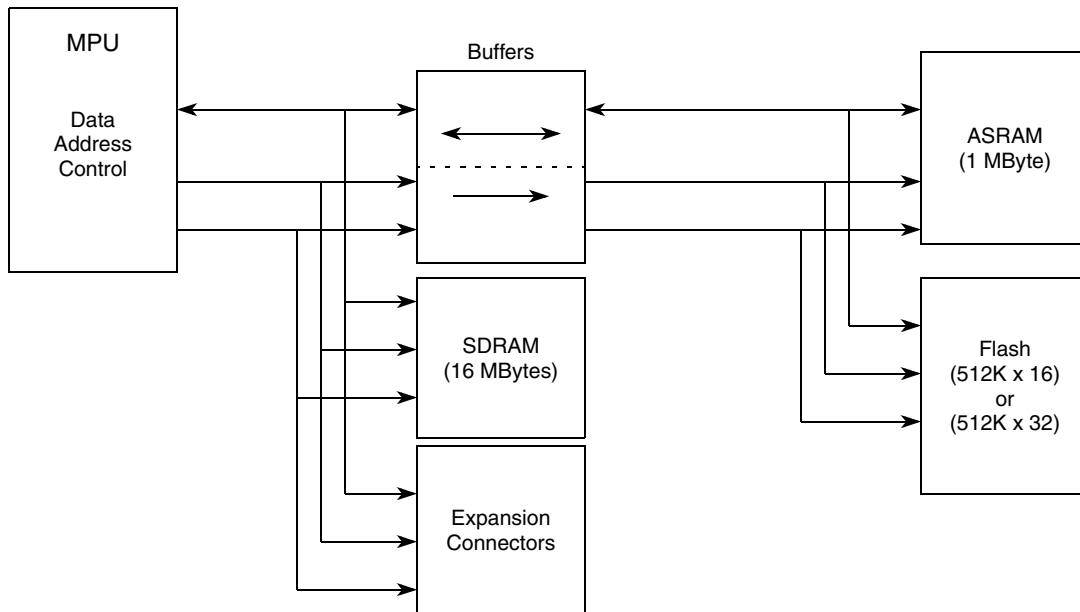 MPU
Data
Address
Control
Buffers
ASRAM
(1 MByte)
SDRAM
(16 MBytes)
Flash
(512K x 16)
or
(512K x 32)
Expansion
Connectors